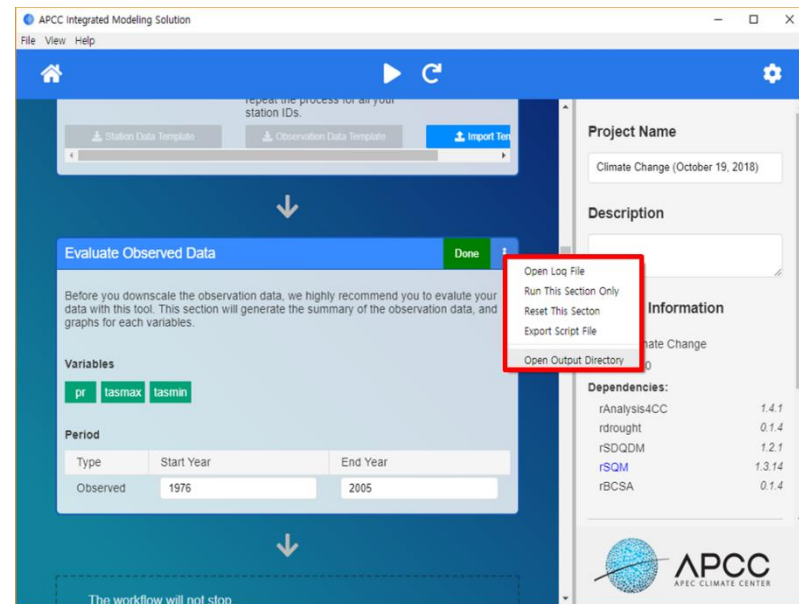 APCC Integrated Modeling Solution
File View Help
repeat the process for all your
station IDs.
Station Data Template
Observation Data Template
Import Ten
Evaluate Observed Data
Done
Before you downscale the observation data, we highly recommend you to evalute your
data with this tool. This section will generate the summary of the observation data, and
graphs for each variables.
Variables
pr tasmax tasmin
Period
Type Start Year End Year
Observed 1976 2005
The workflow will not stop
Open Log File
Run This Section Only
Reset This Secton
Export Script File
Open Output Directory
Project Name
Climate Change (October 19, 2018)
Description
Information
ate Change
0
Dependencies:
rAnalysis4CC 1.4.1
rdrought 0.1.4
rSDQDM 1.2.1
rSQM 1.3.14
rBCSA 0.1.4
APCC
APEC CLIMATE CENTER